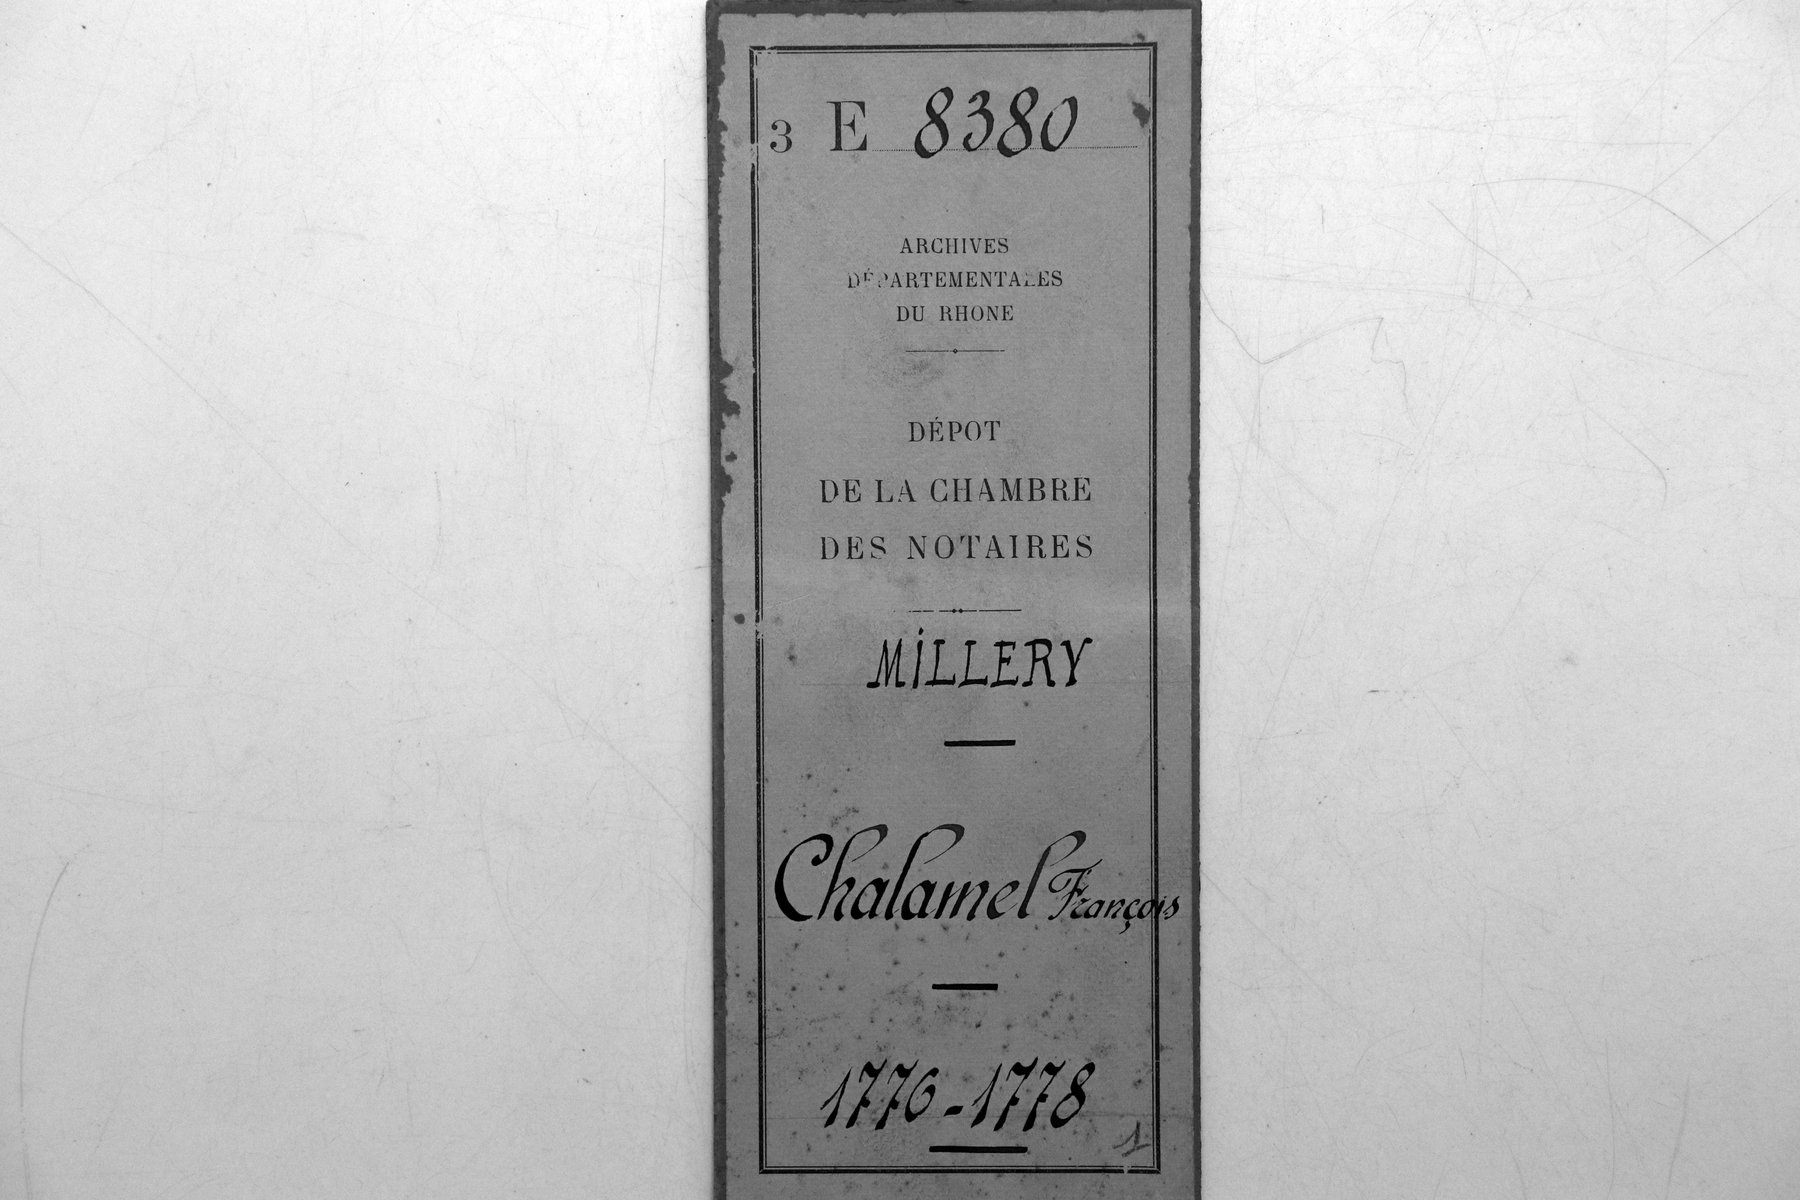 3 E 8380
ARCHIVES
DÉPARTEMENTALES
DU RHONE
DÉPOT
DE LA CHAMBRE
DES NOTAIRES
MILLERY
Chalamel François
1776-1778
1